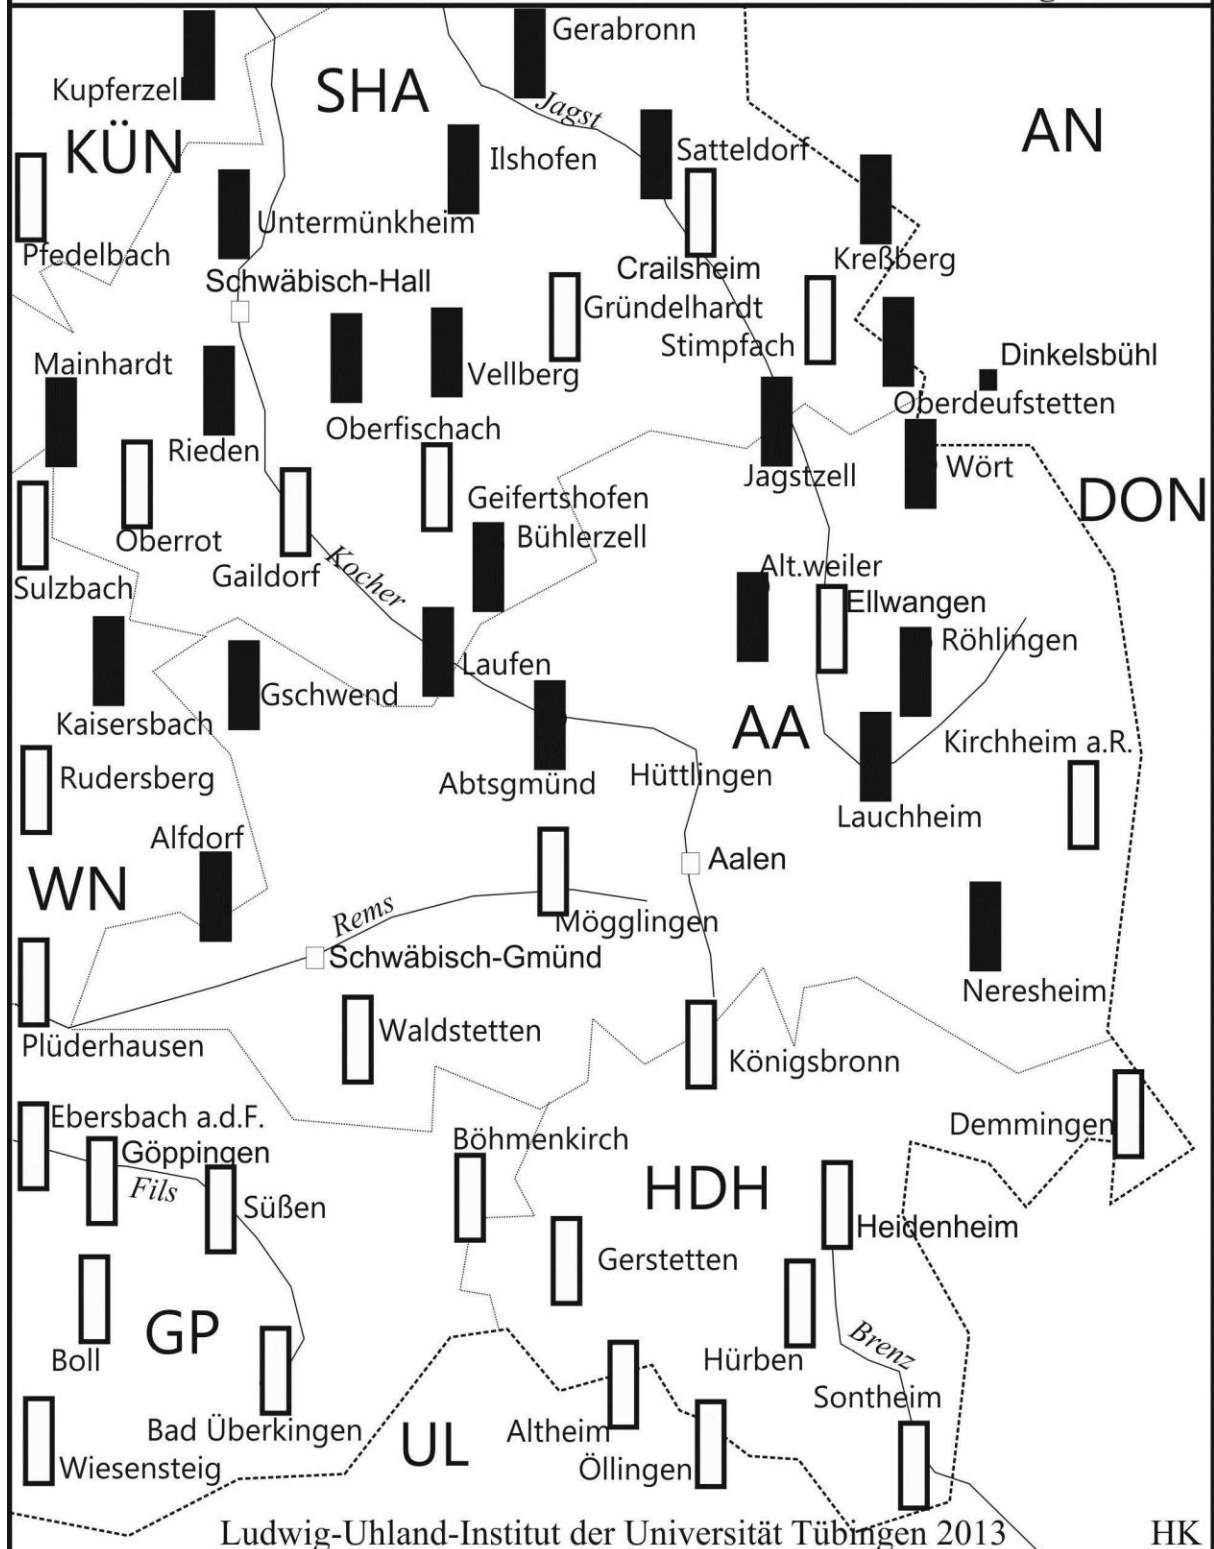 Gerabronn
Kupferzell
SHA
Jagst
AN
KÜN
Ilshofen
Satteldorf
Untermünkheim
Pfedelbach
Kreßberg
Crailsheim
Schwäbisch-Hall
Gründelhardt
Stimpfach
Dinkelsbühl
Mainhardt
Vellberg
Oberdeufstetten
Oberfischach
Rieden
Wört
Jagstzell
Geifertshofen
DON
Bühlerzell
Oberrot
Alt.weiler
Gaildorf
Kocher
Sulzbach
Ellwangen
Röhlingen
Laufen
Gschwend
Kaisersbach
AA
Kirchheim a.R.
Rudersberg
Abtsgmünd
Hüttlingen
Lauchheim
Alfdorf
Aalen
WN
Rems
Mögglingen
Schwäbisch-Gmünd
Neresheim
Waldstetten
Plüderhausen
Königsbronn
Ebersbach a.d.F.
Demmingen
Böhmenkirch
Göppingen
Fils
HDH
Süßen
Heidenheim
Gerstetten
GP
Brenz
Boll
Hürben
Sontheim
Bad Überkingen
Altheim
UL
Wiesensteig
Öllingen
Ludwig-Uhland-Institut der Universität Tübingen 2013
HK